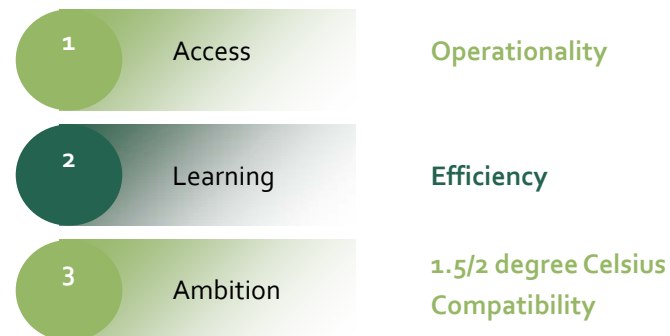 1 Access Operationality
2 Learning Efficiency
3 Ambition 1.5/2 degree Celsius
Compatibility